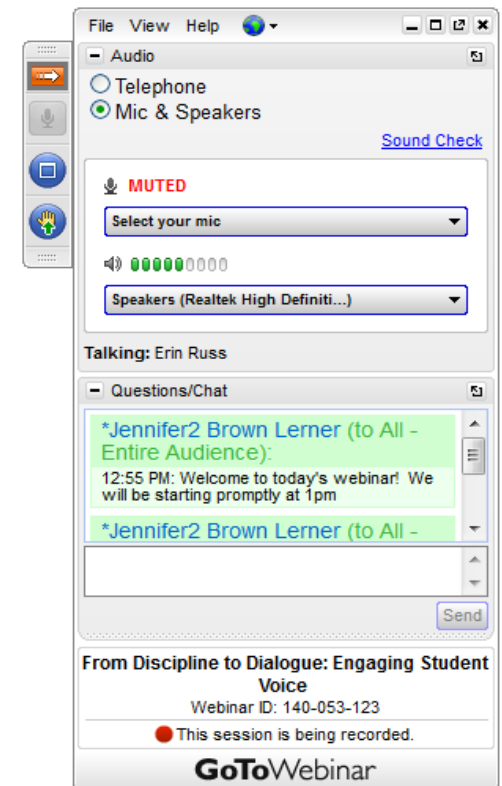 File View Help
Audio
Telephone
Mic & Speakers
Sound Check
MUTED
Select your mic
Speakers (Realtek High Definiti...)
Talking: Erin Russ
Questions/Chat
*Jennifer2 Brown Lerner (to All -
Entire Audience):
12:55 PM: Welcome to today's webinar! We
will be starting promptly at 1pm
*Jennifer2 Brown Lerner (to All -
Send
From Discipline to Dialogue: Engaging Student
Voice
Webinar ID: 140-053-123
This session is being recorded.
GoToWebinar